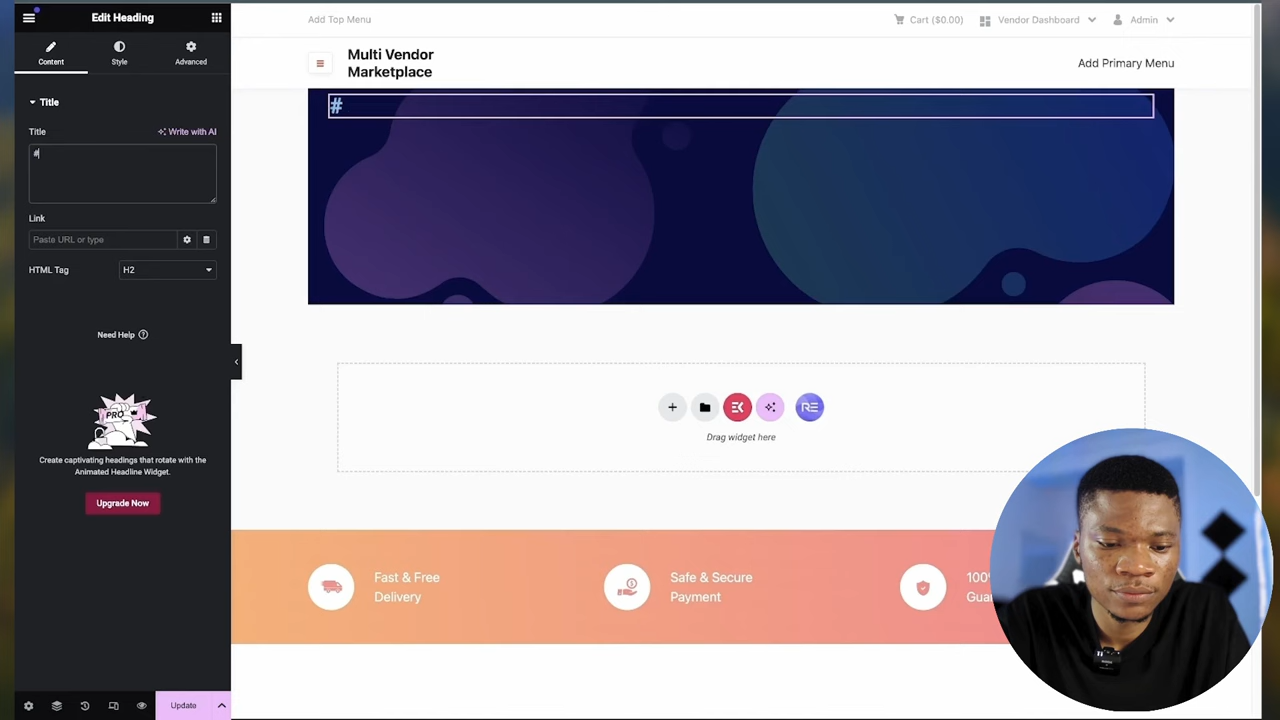 Edit Heading
Content
Style
Advanced
Title
Title
Write with AI
#
Link
Paste URL or type
HTML Tag
H2
Need Help
PRO
Create captivating headings that rotate with the
Animated Headline Widget.
Upgrade Now
Update
Add Top Menu
Cart ($0.00)
Vendor Dashboard
Admin
Multi Vendor
Marketplace
Add Primary Menu
#
Drag widget here
Fast & Free
Delivery
Safe & Secure
Payment
100
Gua